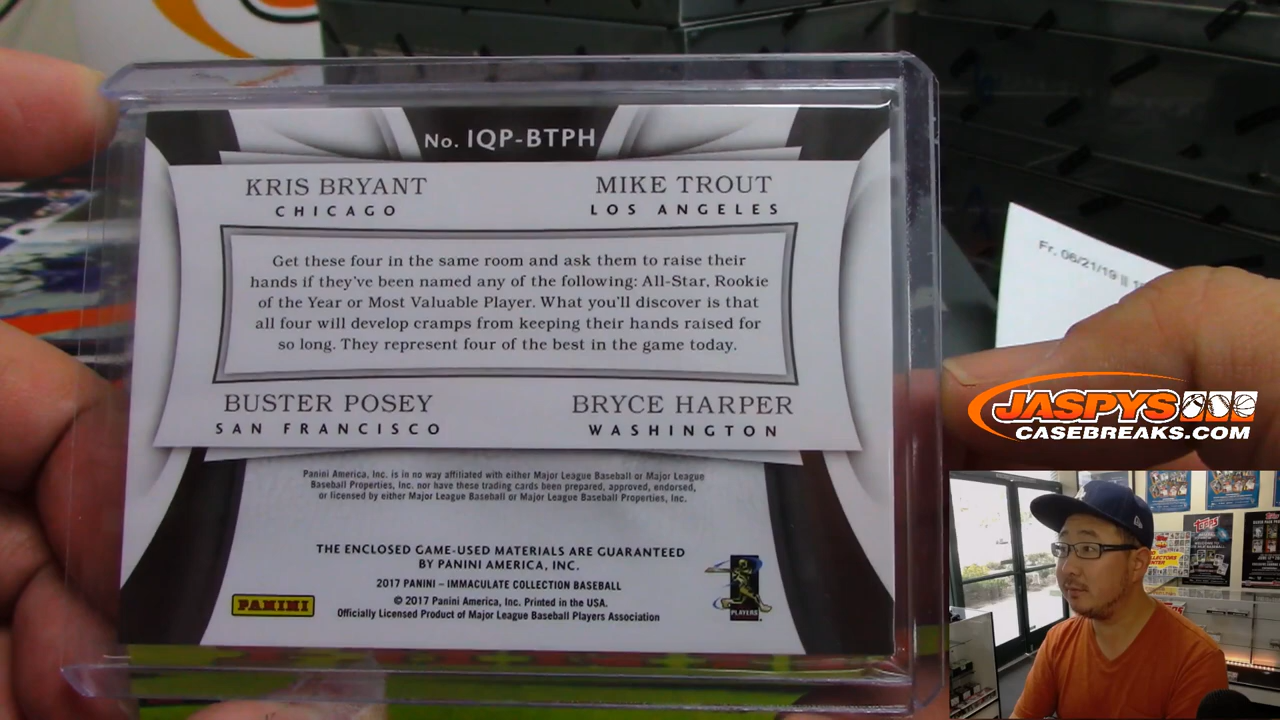 No. IQP-BTPH
KRIS BRYANT
CHICAGO
MIKE TROUT
LOS ANGELES
Get these four in the same room and ask them to raise their
hands if they've been named any of the following: All-Star, Rookie
of the Year or Most Valuable Player. What you'll discover is that
all four will develop cramps from keeping their hands raised for
so long. They represent four of the best in the game today.
BUSTER POSEY
SAN FRANCISCO
BRYCE HARPER
WASHINGTON
Panini America, Inc. is in no way affiliated with either Major League Baseball or Major League
Baseball Properties, Inc. nor have these trading cards been prepared, approved, endorsed,
or licensed by either Major League Baseball or Major League Baseball Properties, Inc.
THE ENCLOSED GAME-USED MATERIALS ARE GUARANTEED
BY PANINI AMERICA, INC.
2017 PANINI – IMMACULATE COLLECTION BASEBALL
© 2017 Panini America, Inc. Printed in the USA.
Officially Licensed Product of Major League Baseball Players Association
PANINI
PLAYERS
Fr. 06/21/19 ||
JASPYS
CASEBREAKS.COM
Topps